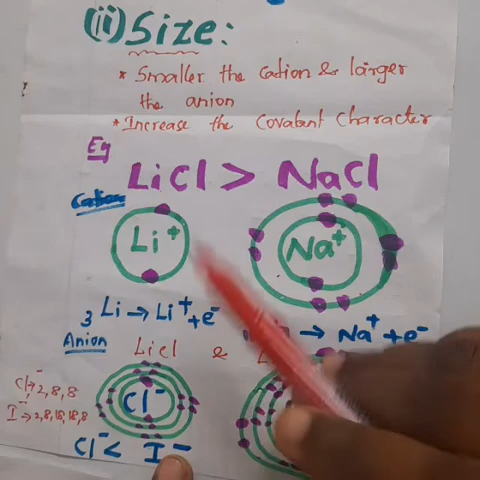 (ii) Size:
* Smaller the cation & larger
the anion
* Increase the Covalent Character
Eg
LiCl > NaCl
Cation
Li⁺
Na⁺
₃Li → Li⁺ + e⁻
→ Na⁺ + e⁻
Anion
LiCl &
Cl⁻ → 2,8,8
I⁻ → 2,8,18,18,8
Cl⁻
Cl⁻ < I⁻